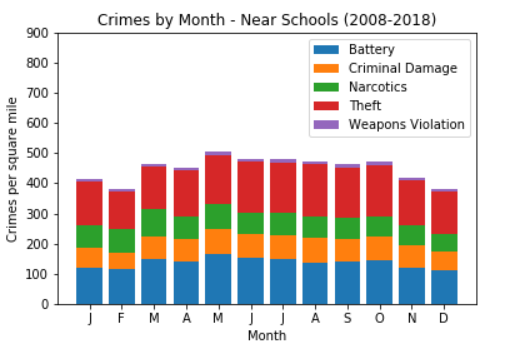 Crimes by Month - Near Schools (2008-2018)
900
800
700
600
500
400
300
200
100
0
Crimes per square mile
Battery
Criminal Damage
Narcotics
Theft
Weapons Violation
J F M A M J J A S O N D
Month